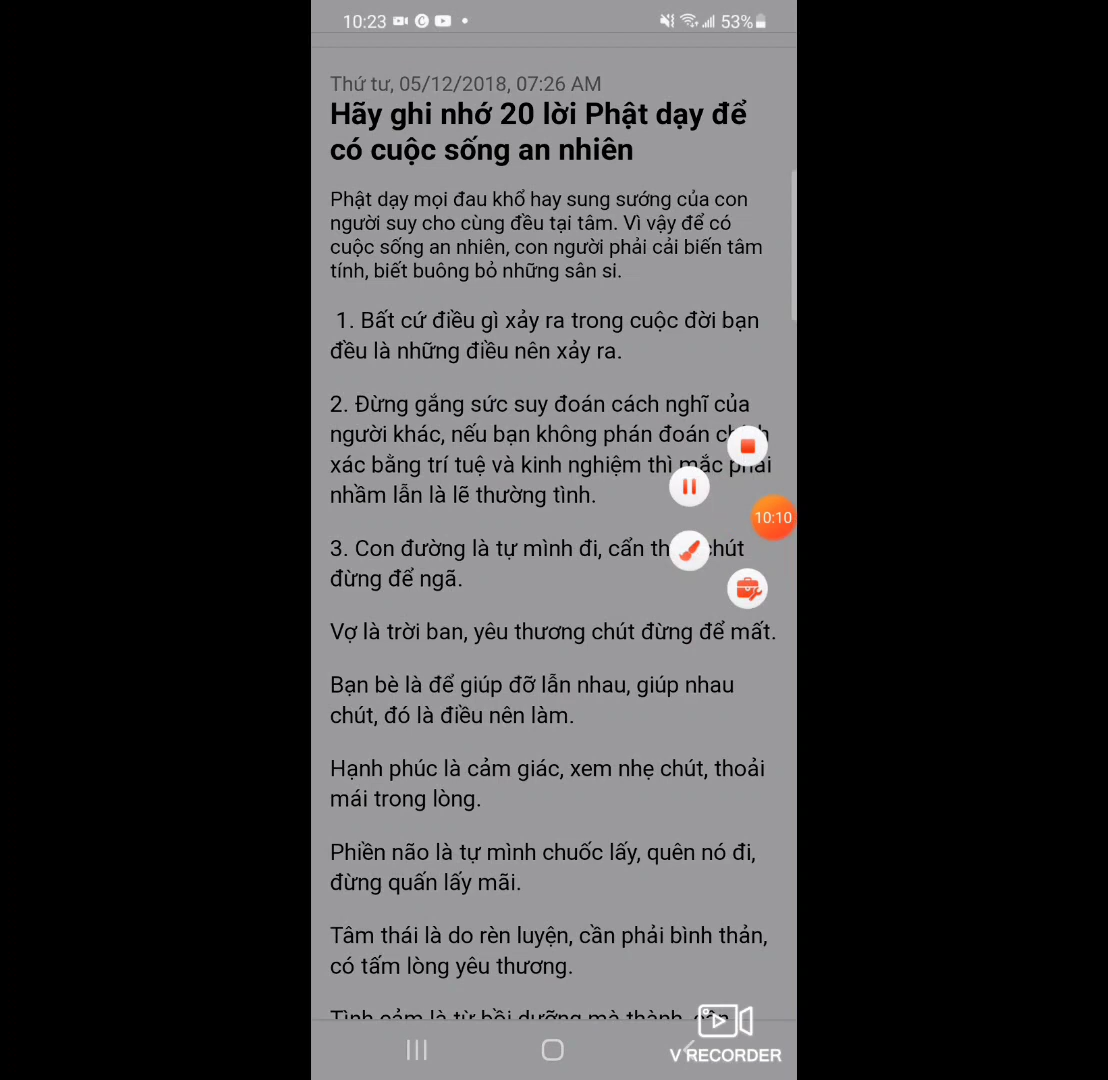 10:23
53%
Thứ tư, 05/12/2018, 07:26 AM
Hãy ghi nhớ 20 lời Phật dạy để
có cuộc sống an nhiên
Phật dạy mọi đau khổ hay sung sướng của con
người suy cho cùng đều tại tâm. Vì vậy để có
cuộc sống an nhiên, con người phải cải biến tâm
tính, biết buông bỏ những sân si.
1. Bất cứ điều gì xảy ra trong cuộc đời bạn
đều là những điều nên xảy ra.
2. Đừng gắng sức suy đoán cách nghĩ của
người khác, nếu bạn không phán đoán
xác bằng trí tuệ và kinh nghiệm thì mắc phải
nhầm lẫn là lẽ thường tình.
10:10
3. Con đường là tự mình đi, cẩn chút
đừng để ngã.
Vợ là trời ban, yêu thương chút đừng để mất.
Bạn bè là để giúp đỡ lẫn nhau, giúp nhau
chút, đó là điều nên làm.
Hạnh phúc là cảm giác, xem nhẹ chút, thoải
mái trong lòng.
Phiền não là tự mình chuốc lấy, quên nó đi,
đừng quấn lấy mãi.
Tâm thái là do rèn luyện, cần phải bình thản,
có tấm lòng yêu thương.
Tình cảm là từ bồi dưỡng mà thành,
V RECORDER